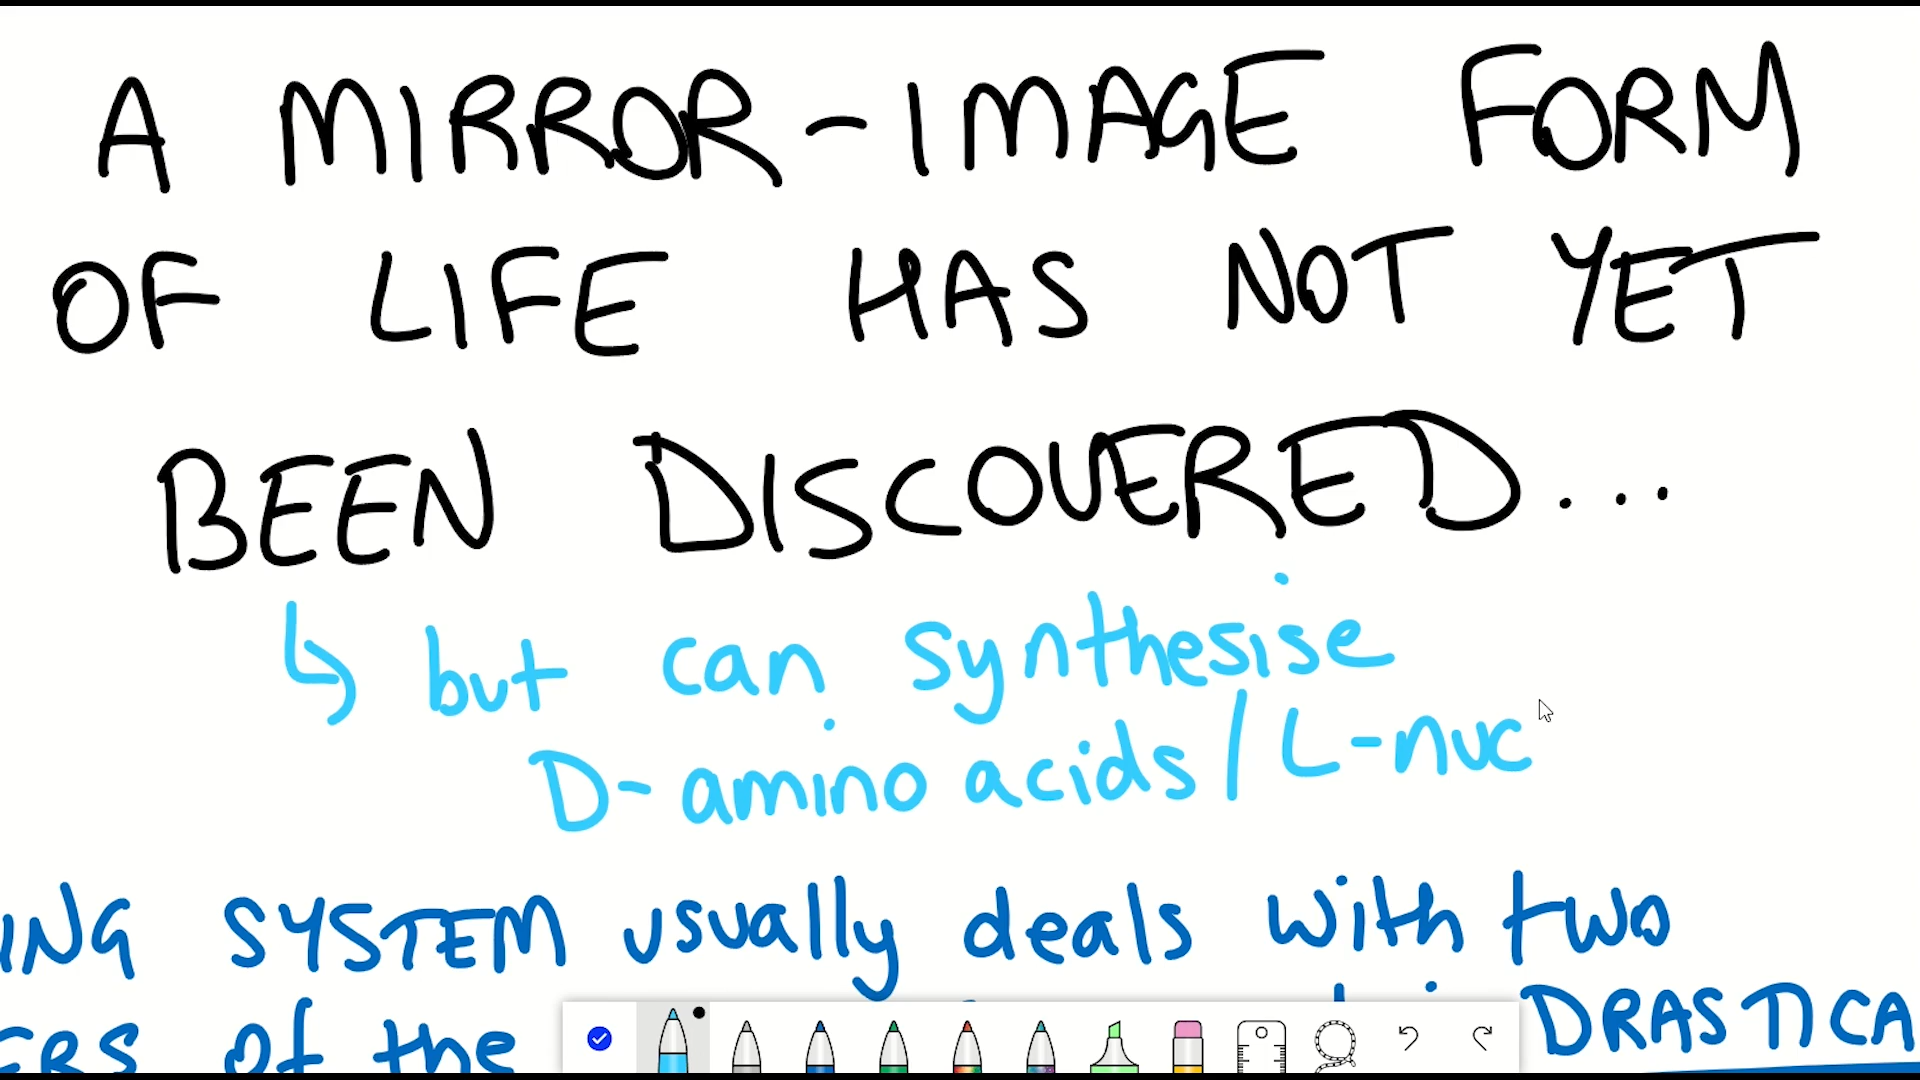 A MIRROR-IMAGE FORM
OF LIFE HAS NOT YET
BEEN DISCOVERED...
↳ but can synthesise
D-amino acids/L-nuc
ING SYSTEM usually deals with two
ERS of the DRASTICA